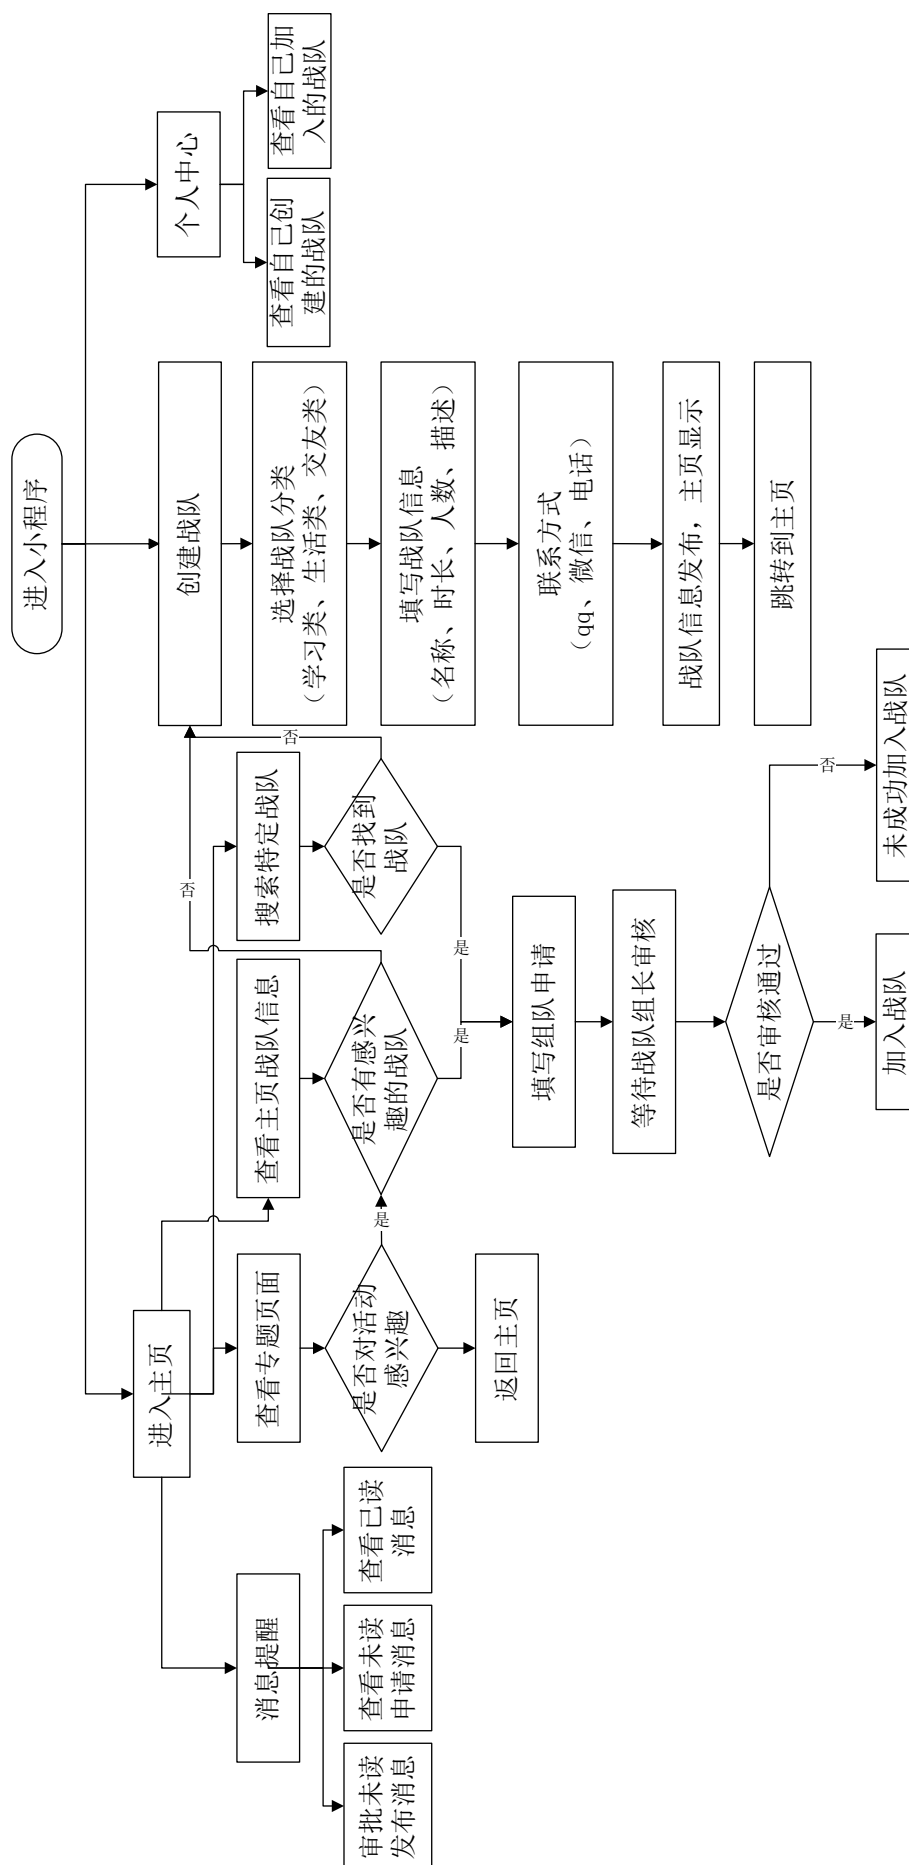 进入小程序
进入主页
创建战队
个人中心
消息提醒
查看专题页面
查看主页战队信息
搜索特定战队
否
否
选择战队分类
(学习类、生活类、交友类)
查看自己创
建的战队
查看自己加
入的战队
审批未读
发布消息
查看未读
申请消息
查看已读
消息
是否对活动
感兴趣
是
是否有感兴
趣的战队
是否找到
战队
填写战队信息
(名称、时长、人数、描述)
是
是
返回主页
填写组队申请
联系方式
(qq、微信、电话)
等待战队组长审核
战队信息发布，主页显示
是否审核通过
跳转到主页
是
否
加入战队
未成功加入战队